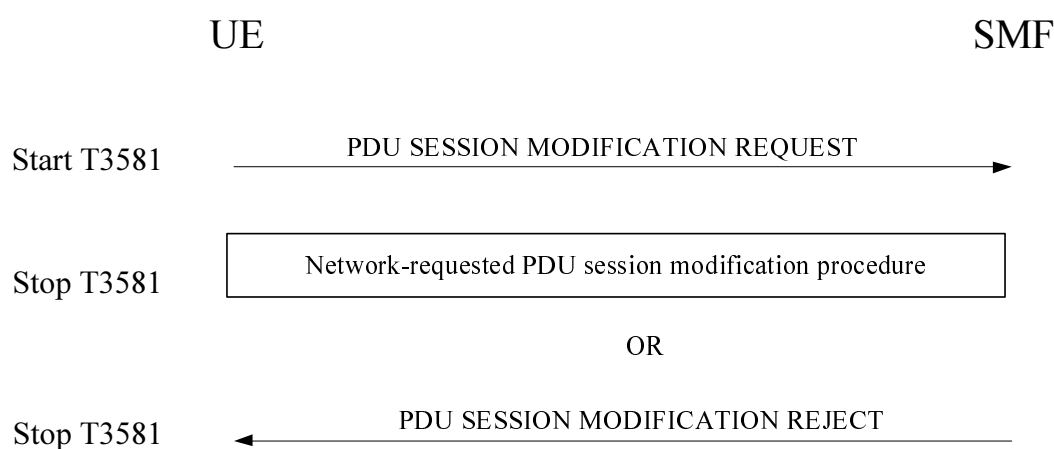 UE
SMF
Start T3581
PDU SESSION MODIFICATION REQUEST
Stop T3581
Network-requested PDU session modification procedure
OR
Stop T3581
PDU SESSION MODIFICATION REJECT